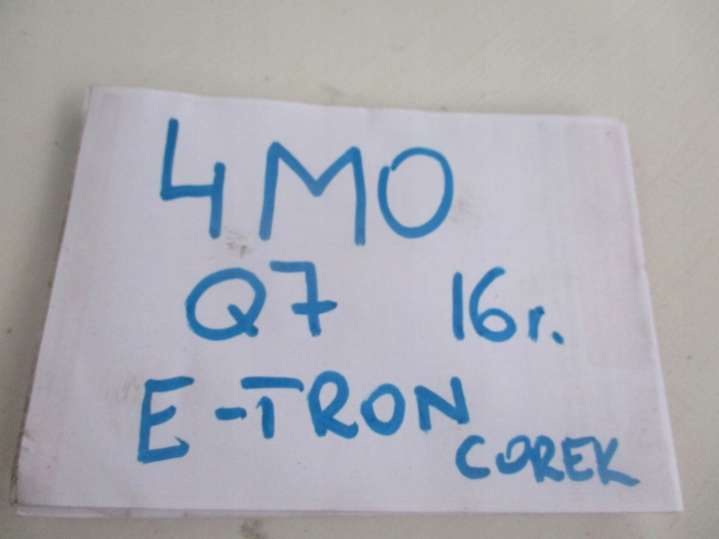 4MO
Q7 16r.
E-TRON
COREK